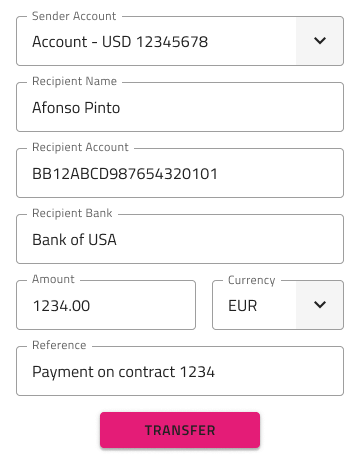 Sender Account
Account - USD 12345678
Recipient Name
Afonso Pinto
Recipient Account
BB12ABCD987654320101
Recipient Bank
Bank of USA
Amount
1234.00
Currency
EUR
Reference
Payment on contract 1234
TRANSFER